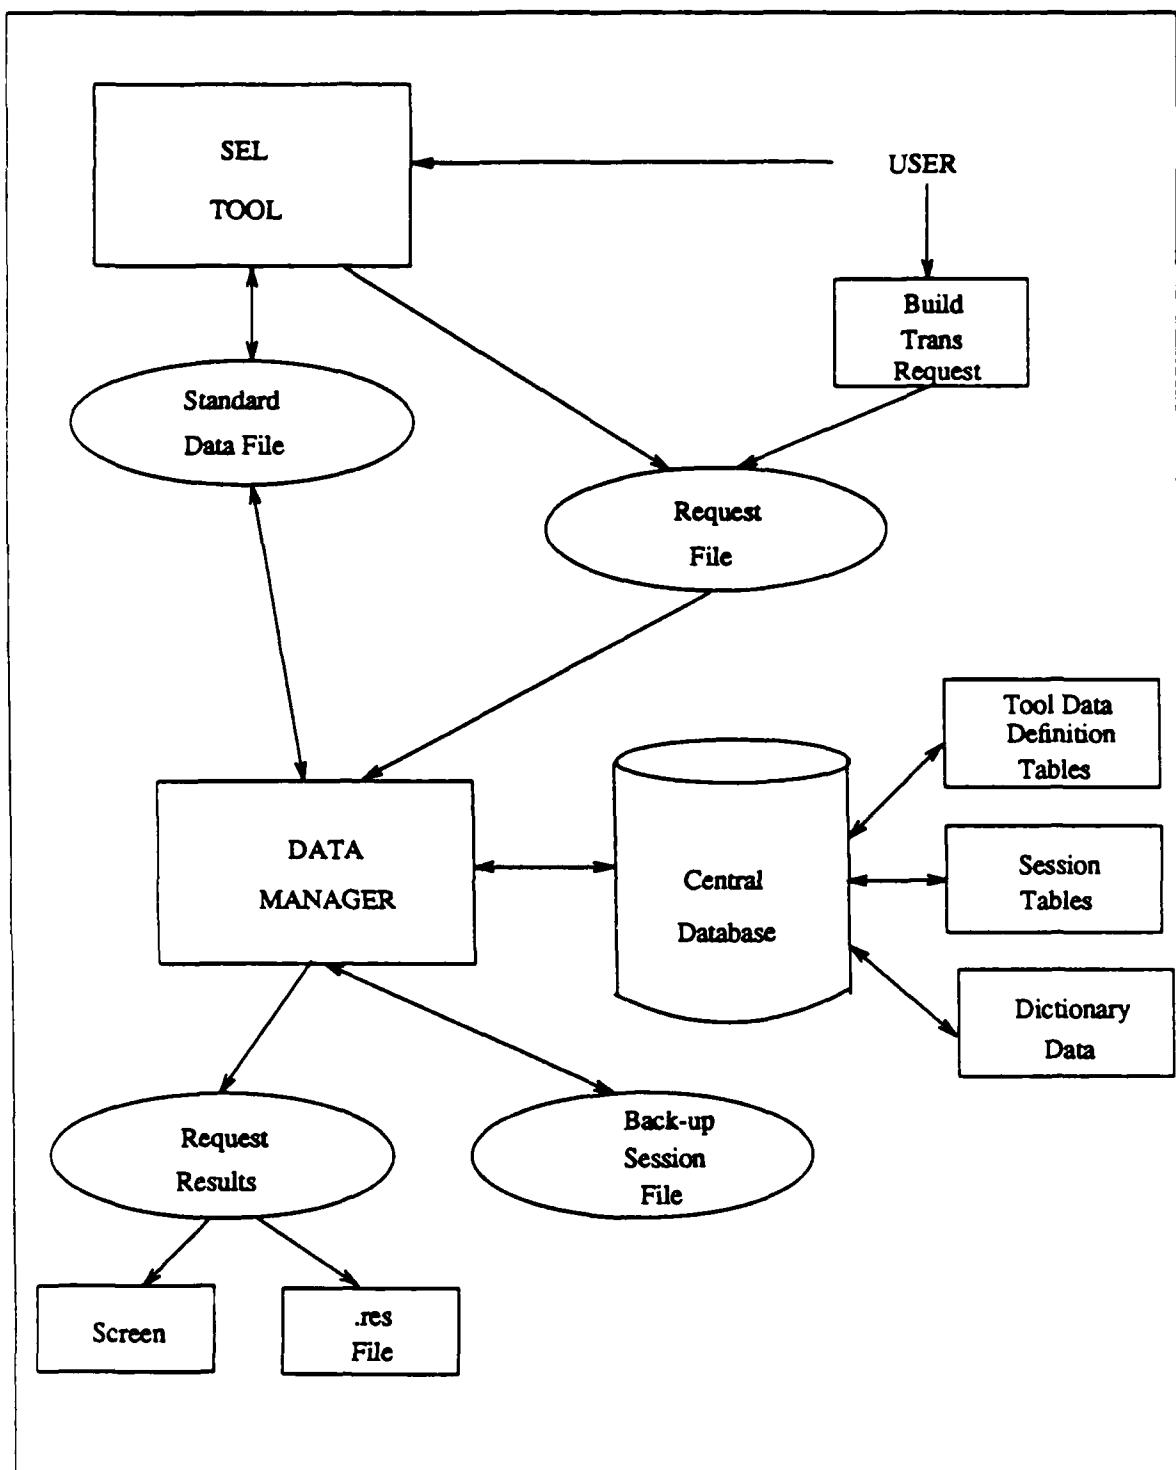 SEL
TOOL
USER
Build
Trans
Request
Standard
Data File
Request
File
Tool Data
Definition
Tables
DATA
MANAGER
Central
Database
Session
Tables
Dictionary
Data
Request
Results
Back-up
Session
File
Screen
.res
File